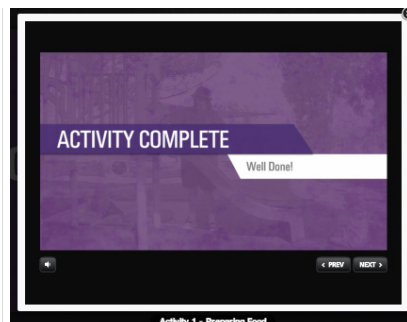 ACTIVITY COMPLETE
Well Done!
< PREV NEXT >
Activity 1 - Preparing Food